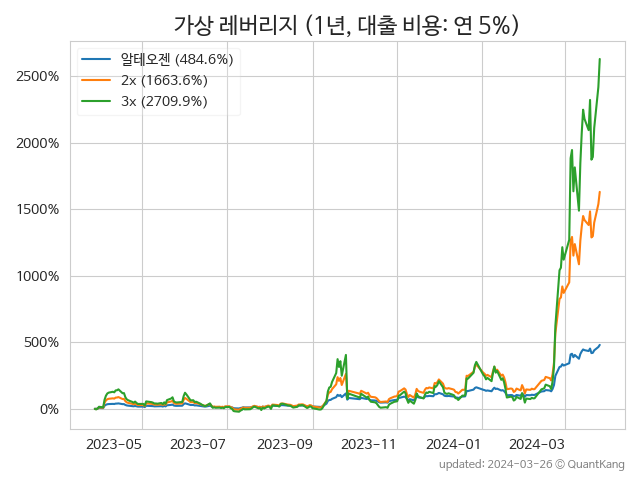 가상 레버리지 (1년, 대출 비용: 연 5%)
알테오젠 (484.6%)
2x (1663.6%)
3x (2709.9%)
2500%
2000%
1500%
1000%
500%
0%
2023-05 2023-07 2023-09 2023-11 2024-01 2024-03
updated: 2024-03-26 © QuantKang